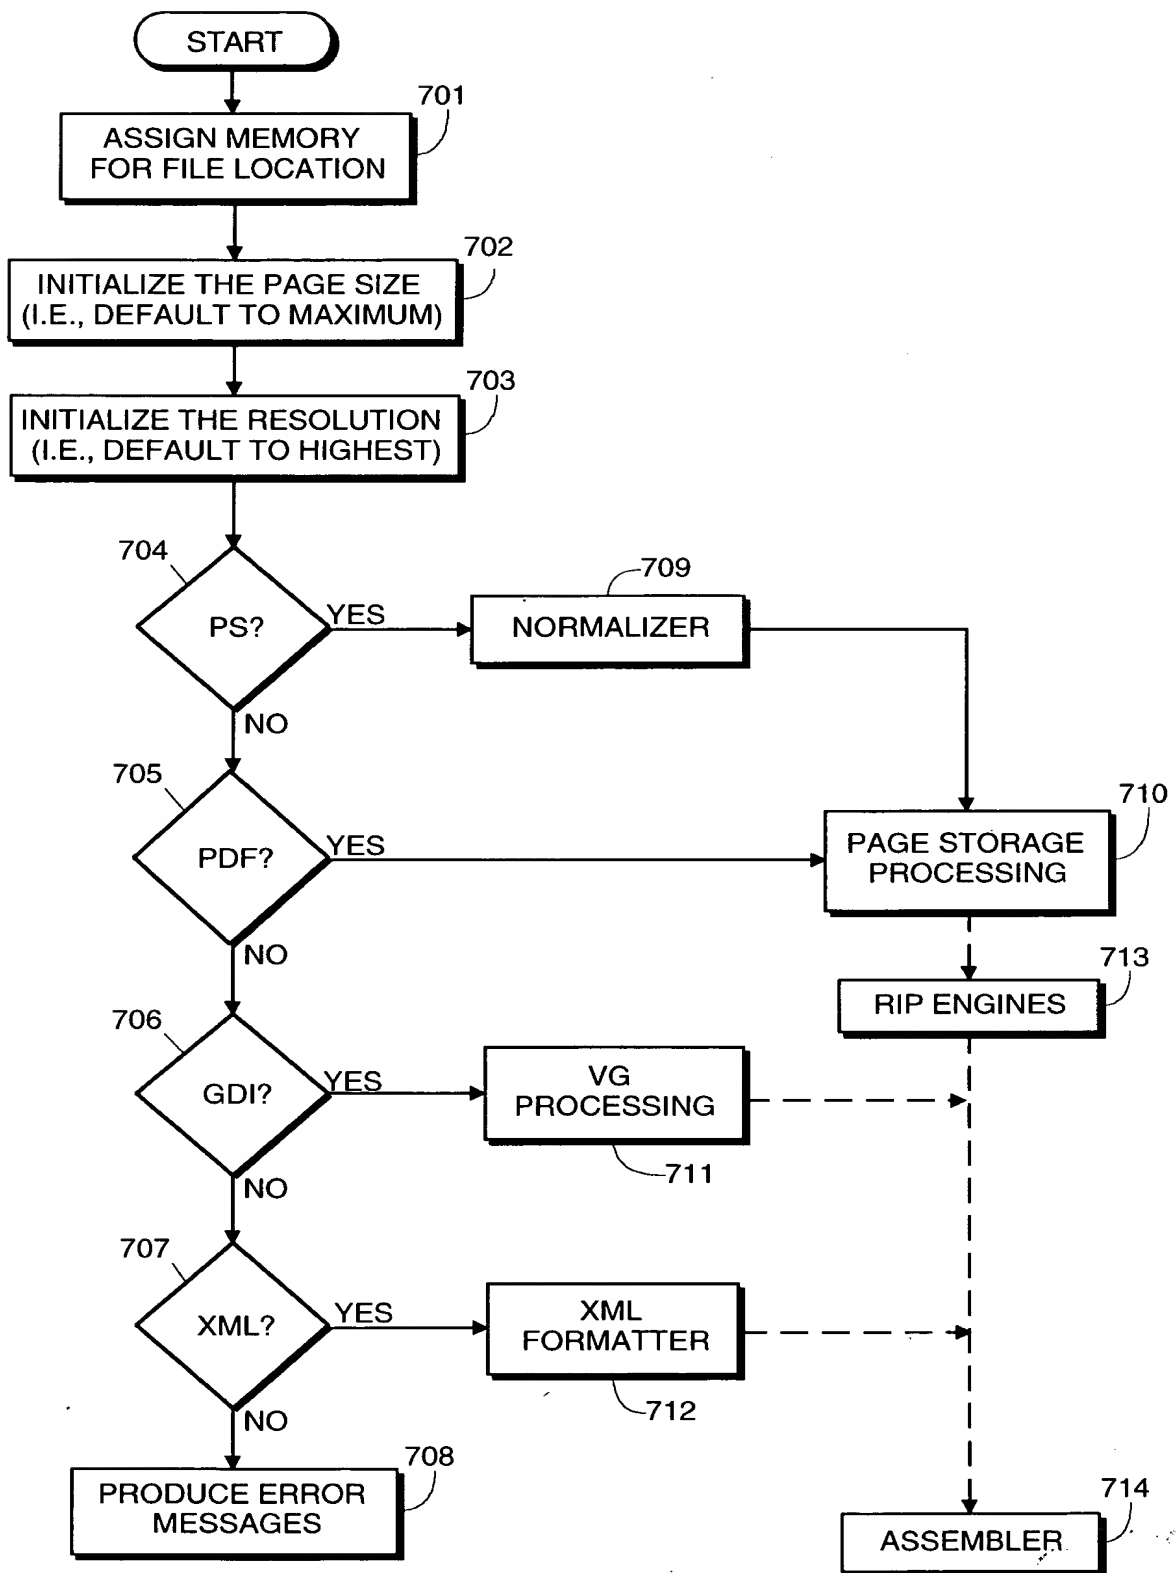 START
701
ASSIGN MEMORY
FOR FILE LOCATION
702
INITIALIZE THE PAGE SIZE
(I.E., DEFAULT TO MAXIMUM)
703
INITIALIZE THE RESOLUTION
(I.E., DEFAULT TO HIGHEST)
704
PS?
YES
709
NORMALIZER
NO
705
PDF?
YES
710
PAGE STORAGE
PROCESSING
NO
713
RIP ENGINES
706
GDI?
YES
VG
PROCESSING
711
NO
707
XML?
YES
XML
FORMATTER
712
NO
708
PRODUCE ERROR
MESSAGES
714
ASSEMBLER